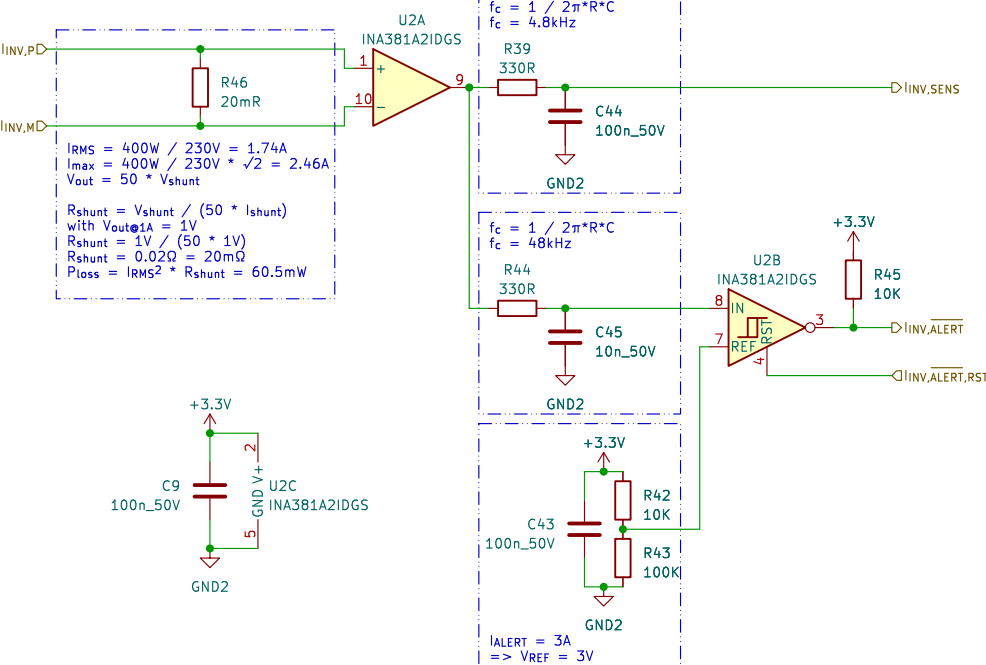 fc = 1 / 2π*R*C
fc = 4.8kHz
U2A
INA381A2IDGS
IINV,P
1
+
R46
20mR
10
−
9
R39
330R
IINV,SENS
C44
100n_50V
IINV,M
IRMS = 400W / 230V = 1.74A
Imax = 400W / 230V * √2 = 2.46A
Vout = 50 * Vshunt
GND2
Rshunt = Vshunt / (50 * Ishunt)
with Vout@1A = 1V
Rshunt = 1V / (50 * 1V)
Rshunt = 0.02Ω = 20mΩ
Ploss = IRMS² * Rshunt = 60.5mW
fc = 1 / 2π*R*C
fc = 48kHz
R44
330R
C45
10n_50V
GND2
+3.3V
R45
10K
U2B
INA381A2IDGS
8
IN
7
REF
RST
4
3
IINV,ALERT
IINV,ALERT,RST
+3.3V
C9
100n_50V
2
V+
GND
5
U2C
INA381A2IDGS
GND2
+3.3V
R42
10K
C43
100n_50V
R43
100K
GND2
IALERT = 3A
=> VREF = 3V